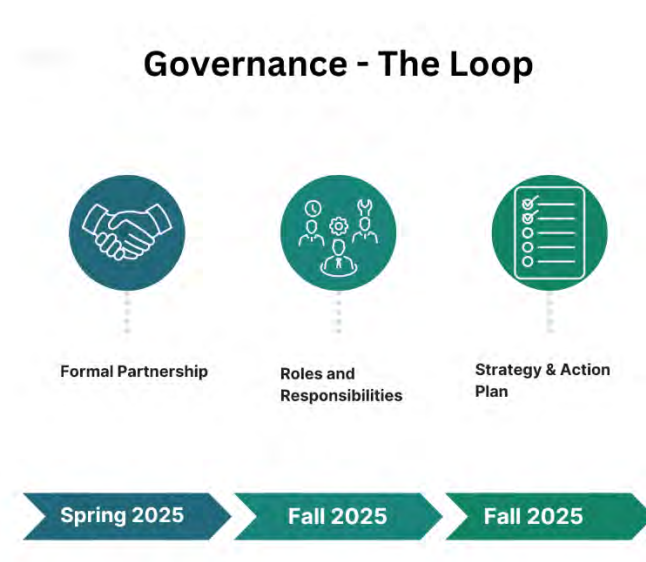 Governance - The Loop
Formal Partnership
Roles and
Responsibilities
Strategy & Action
Plan
Spring 2025
Fall 2025
Fall 2025